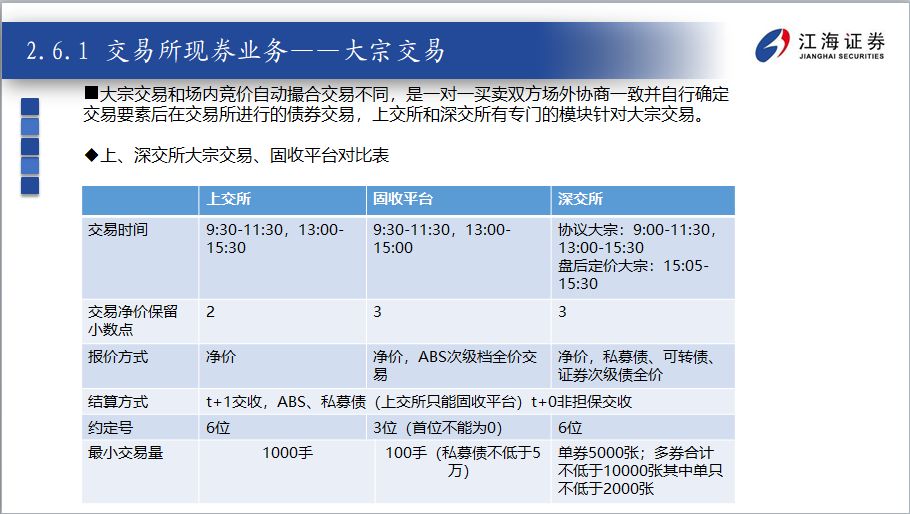 2.6.1 交易所现券业务——大宗交易
江海证券
JIANGHAI SECURITIES
■大宗交易和场内竞价自动撮合交易不同，是一对一买卖双方场外协商一致并自行确定
交易要素后在交易所进行的债券交易，上交所和深交所有专门的模块针对大宗交易。
◆上、深交所大宗交易、固收平台对比表
上交所 固收平台 深交所
交易时间 9:30-11:30，13:00- 9:30-11:30，13:00- 协议大宗：9:00-11:30，
15:30 15:00 13:00-15:30
盘后定价大宗：15:05-
15:30
交易净价保留 2 3 3
小数点
报价方式 净价 净价，ABS次级档全价交 净价，私募债、可转债、
易 证券次级债全价
结算方式 t+1交收，ABS、私募债（上交所只能固收平台）t+0非担保交收
约定号 6位 3位（首位不能为0） 6位
最小交易量 1000手 100手（私募债不低于5 单券5000张；多券合计
万） 不低于10000张其中单只
不低于2000张